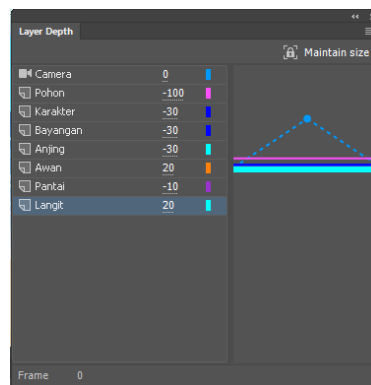 Layer Depth
Maintain size
Camera 0
Pohon -100
Karakter -30
Bayangan -30
Anjing -30
Awan 20
Pantai -10
Langit 20
Frame 0